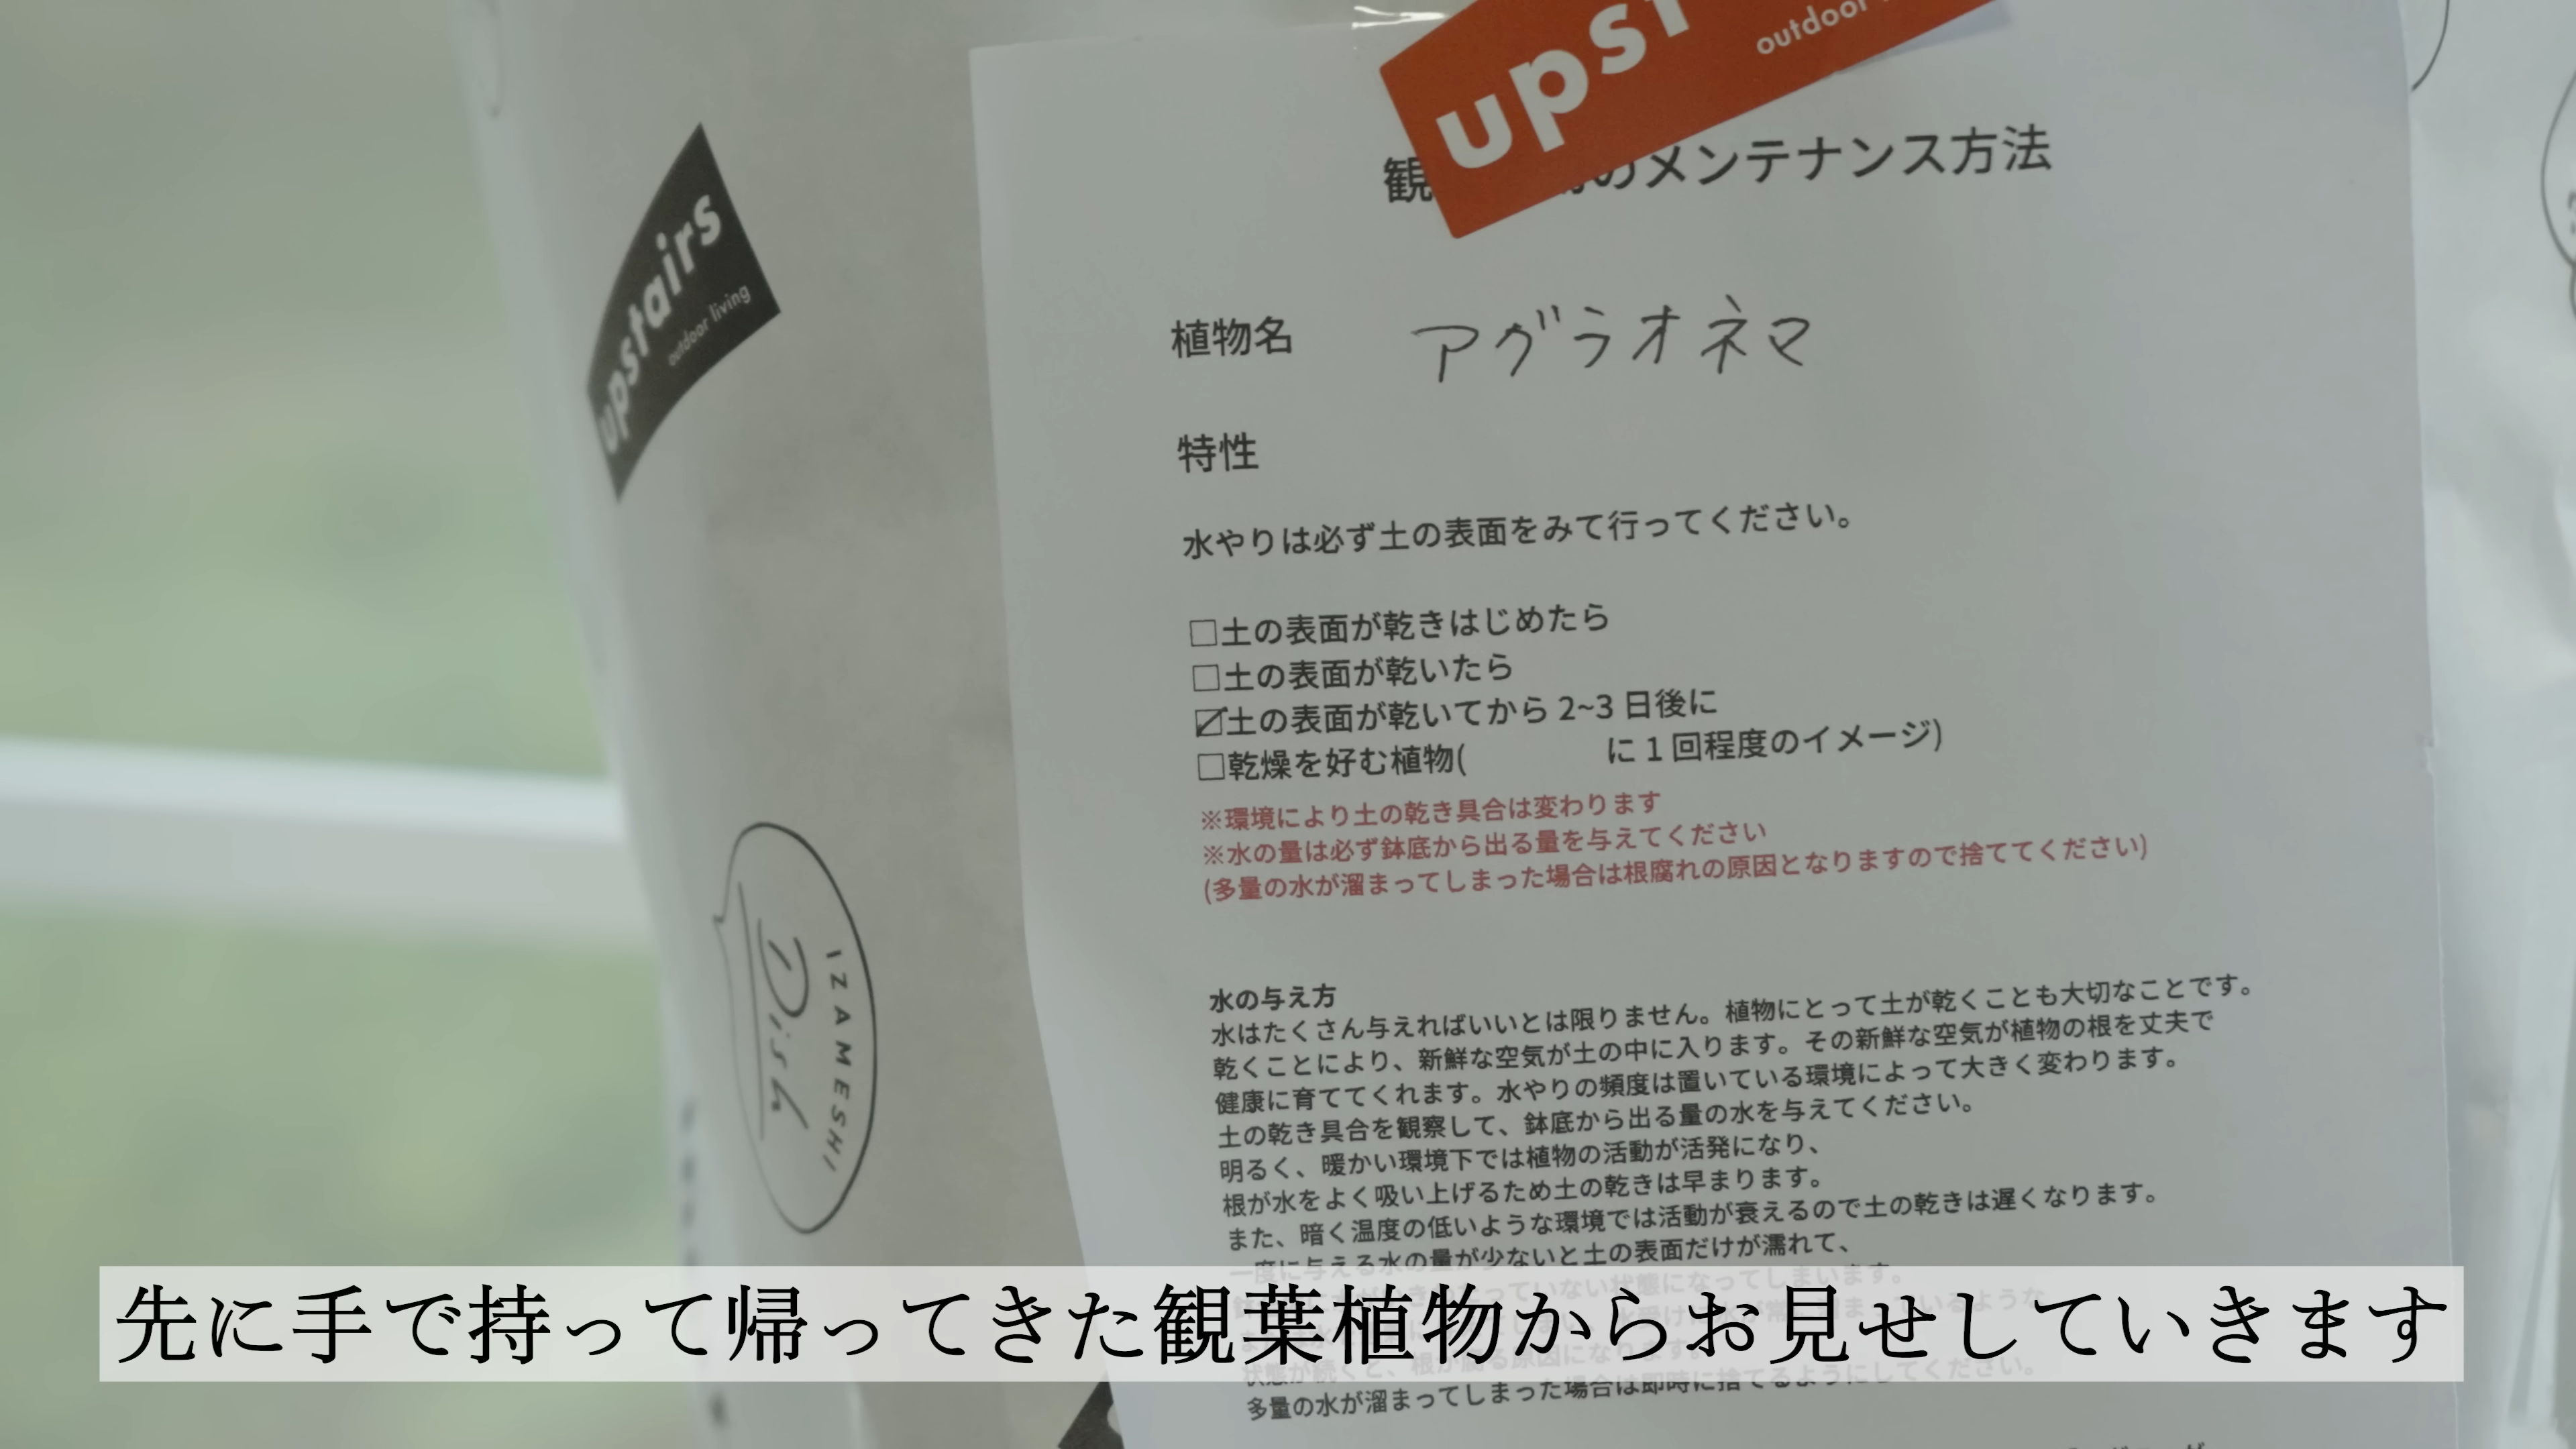 upst
outdoor
観 のメンテナンス方法
upstairs
outdoor living
植物名 アグラオネマ
特性
水やりは必ず土の表面をみて行ってください。
□土の表面が乾きはじめたら
□土の表面が乾いたら
☑土の表面が乾いてから 2~3 日後に
□乾燥を好む植物( に 1 回程度のイメージ)
※環境により土の乾き具合は変わります
※水の量は必ず鉢底から出る量を与えてください
(多量の水が溜まってしまった場合は根腐れの原因となりますので捨ててください)
IZAMESHI
Dish
水の与え方
水はたくさん与えればいいとは限りません。植物にとって土が乾くことも大切なことです。
乾くことにより、新鮮な空気が土の中に入ります。その新鮮な空気が植物の根を丈夫で
健康に育ててくれます。水やりの頻度は置いている環境によって大きく変わります。
土の乾き具合を観察して、鉢底から出る量の水を与えてください。
明るく、暖かい環境下では植物の活動が活発になり、
根が水をよく吸い上げるため土の乾きは早まります。
また、暗く温度の低いような環境では活動が衰えるので土の乾きは遅くなります。
一度に与える水の量が少ないと土の表面だけが濡れて、
先に手で持って帰ってきた観葉植物からお見せしていきます
多量の水が溜まってしまった場合は即時に捨てるようにしてください。